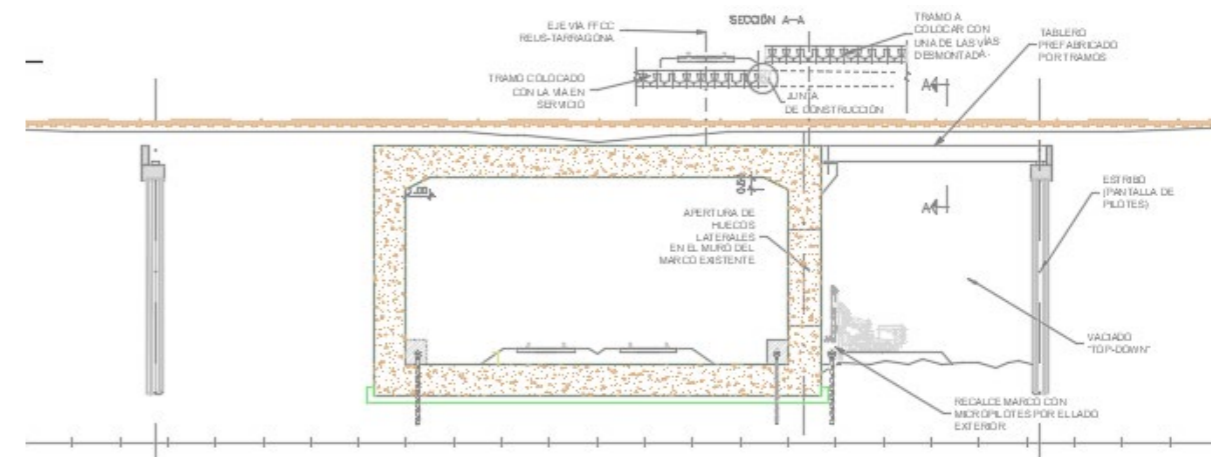 SECCIÓN A-A
EJE VIA FFCC
REUS-TARRAGONA
TRAMO A
COLOCAR CON
UNA DE LAS VÍAS
DESMONTADA
TABLERO
PREFABRICADO
POR TRAMOS
TRAMO COLOCADO
CON LA VIA EN
SERVICIO
JUNTA
DE CONSTRUCCIÓN
A
ESTRIBO
(PANTALLA DE
PILOTES)
A
APERTURA DE
HUECOS
LATERALES
EN EL MURO DEL
MARCO EXISTENTE
VACIADO
"TOP-DOWN"
RECALCE MARCO CON
MICROPILOTES POR EL LADO
EXTERIOR